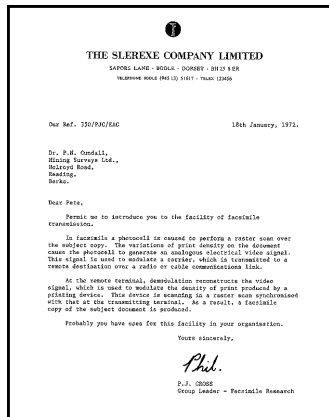 THE SLEREXE COMPANY LIMITED
SAPORS LANE - BOOLE - DORSET - BH 25 8 ER
TELEPHONE BOOLE (945 13) 51617 - TELEX 123456
Our Ref. 350/PJC/EAC
18th January, 1972.
Dr. P.N. Cundall,
Mining Surveys Ltd.,
Holroyd Road,
Reading,
Berks.
Dear Pete,
Permit me to introduce you to the facility of facsimile
transmission.
In facsimile a photocell is caused to perform a raster scan over
the subject copy. The variations of print density on the document
cause the photocell to generate an analogous electrical video signal.
This signal is used to modulate a carrier, which is transmitted to a
remote destination over a radio or cable communications link.
At the remote terminal, demodulation reconstructs the video
signal, which is used to modulate the density of print produced by a
printing device. This device is scanning in a raster scan synchronised
with that at the transmitting terminal. As a result, a facsimile
copy of the subject document is produced.
Probably you have uses for this facility in your organisation.
Yours sincerely,
Phil.
P.J. CROSS
Group Leader - Facsimile Research